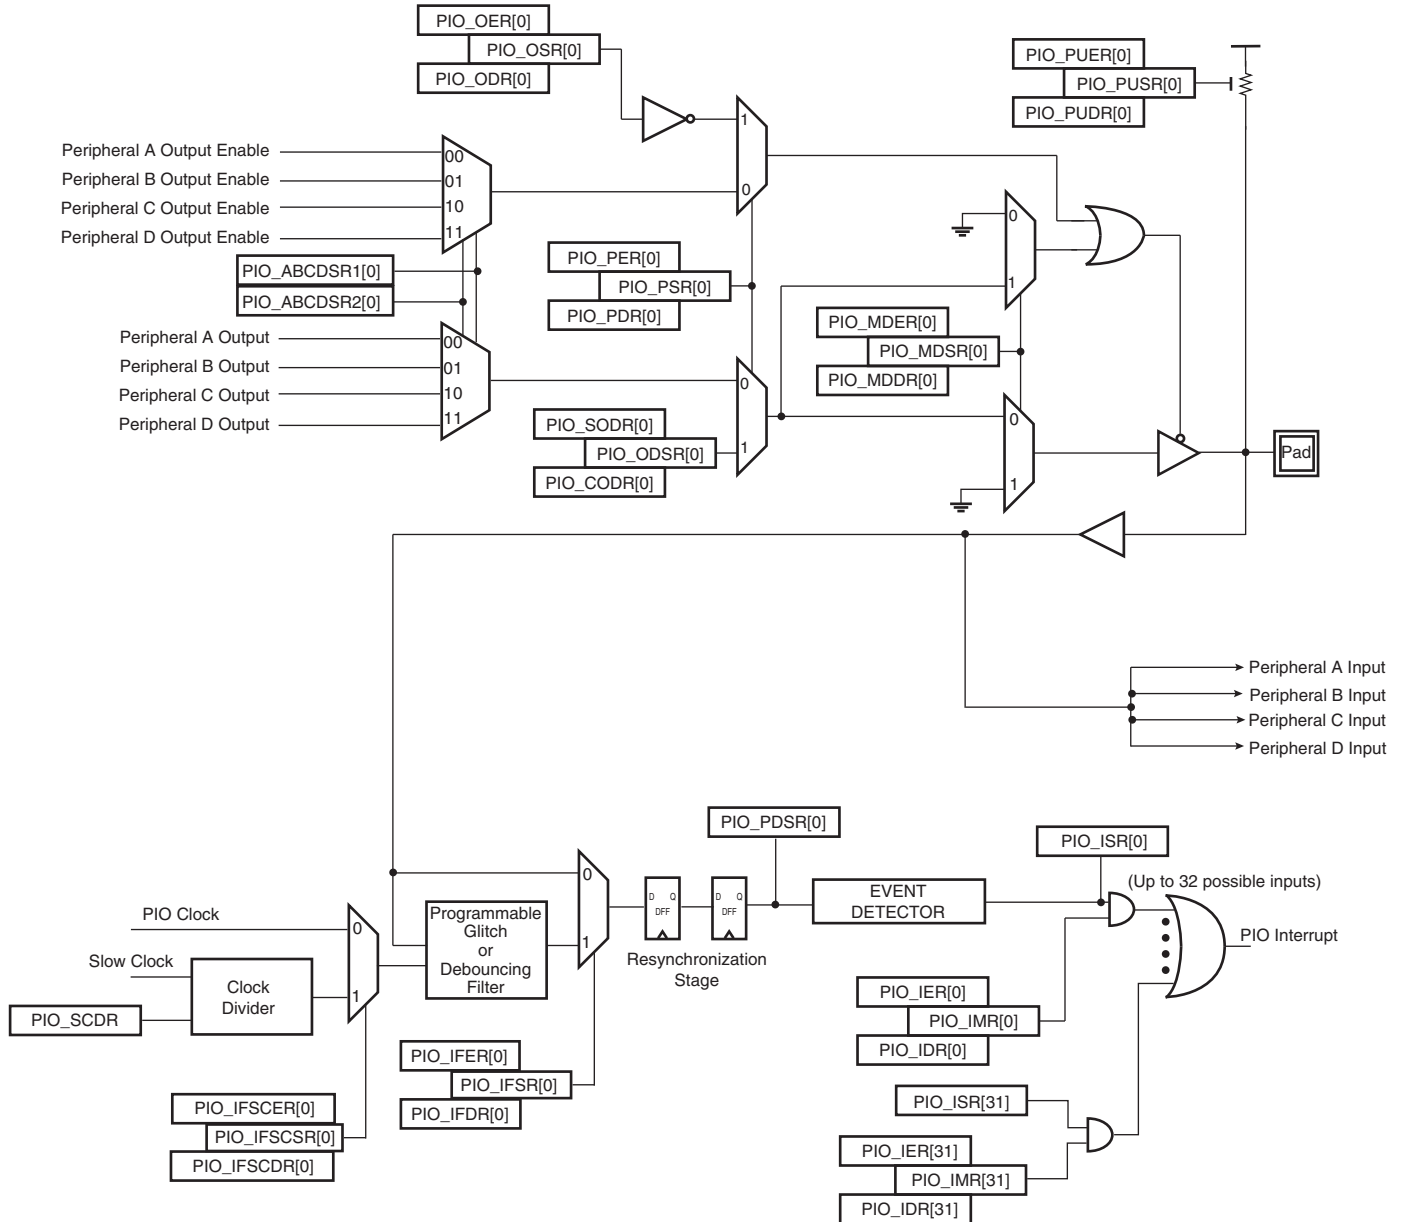 PIO_OER[0]
PIO_OSR[0]
PIO_ODR[0]
PIO_PUER[0]
PIO_PUSR[0]
PIO_PUDR[0]
1
0
Peripheral A Output Enable
Peripheral B Output Enable
Peripheral C Output Enable
Peripheral D Output Enable
00
01
10
11
PIO_ABCDSR1[0]
PIO_ABCDSR2[0]
PIO_PER[0]
PIO_PSR[0]
PIO_PDR[0]
0
1
PIO_MDER[0]
PIO_MDSR[0]
PIO_MDDR[0]
Peripheral A Output
Peripheral B Output
Peripheral C Output
Peripheral D Output
00
01
10
11
0
1
PIO_SODR[0]
PIO_ODSR[0]
PIO_CODR[0]
0
1
Pad
Peripheral A Input
Peripheral B Input
Peripheral C Input
Peripheral D Input
PIO_PDSR[0]
PIO_ISR[0]
(Up to 32 possible inputs)
PIO Clock
Slow Clock
PIO_SCDR
Clock
Divider
0
1
Programmable
Glitch
or
Debouncing
Filter
0
1
D Q
DFF
D Q
DFF
Resynchronization
Stage
EVENT
DETECTOR
PIO Interrupt
PIO_IER[0]
PIO_IMR[0]
PIO_IDR[0]
PIO_IFER[0]
PIO_IFSR[0]
PIO_IFDR[0]
PIO_IFSCER[0]
PIO_IFSCSR[0]
PIO_IFSCDR[0]
PIO_ISR[31]
PIO_IER[31]
PIO_IMR[31]
PIO_IDR[31]